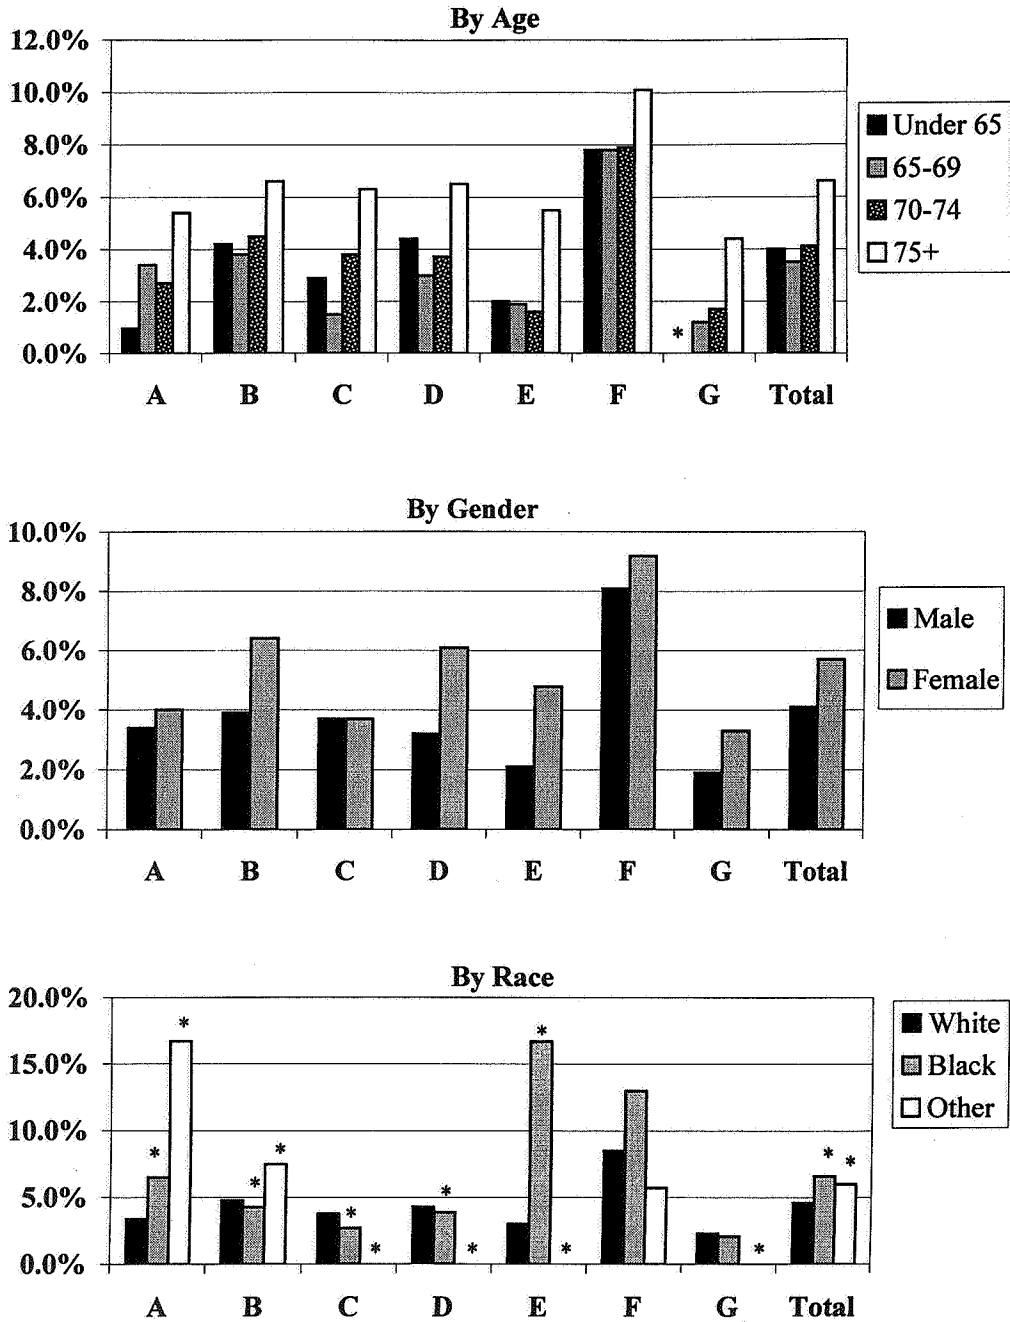 By Age
12.0%
10.0%
8.0%
6.0%
4.0%
2.0%
0.0%
*
A B C D E F G Total
Under 65
65-69
70-74
75+
By Gender
10.0%
8.0%
6.0%
4.0%
2.0%
0.0%
A B C D E F G Total
Male
Female
By Race
20.0%
15.0%
10.0%
5.0%
0.0%
* * * * * * * * * * * * *
A B C D E F G Total
White
Black
Other